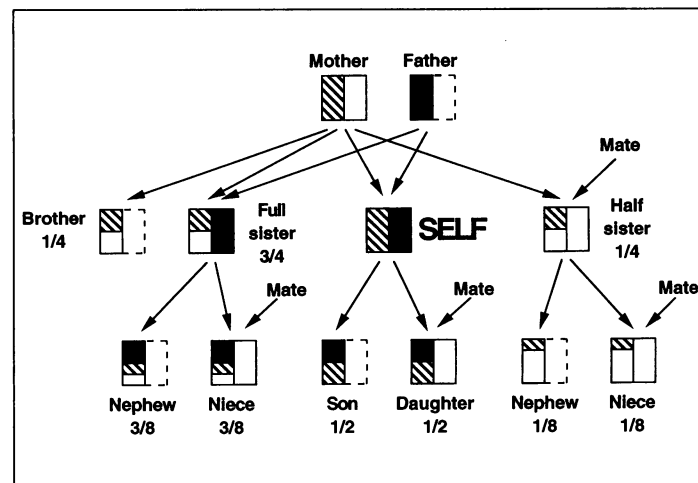 Mother Father
Mate
Brother
1/4
Full
sister
3/4
SELF
Half
sister
1/4
Mate
Mate
Mate
Nephew
3/8
Niece
3/8
Son
1/2
Daughter
1/2
Nephew
1/8
Niece
1/8